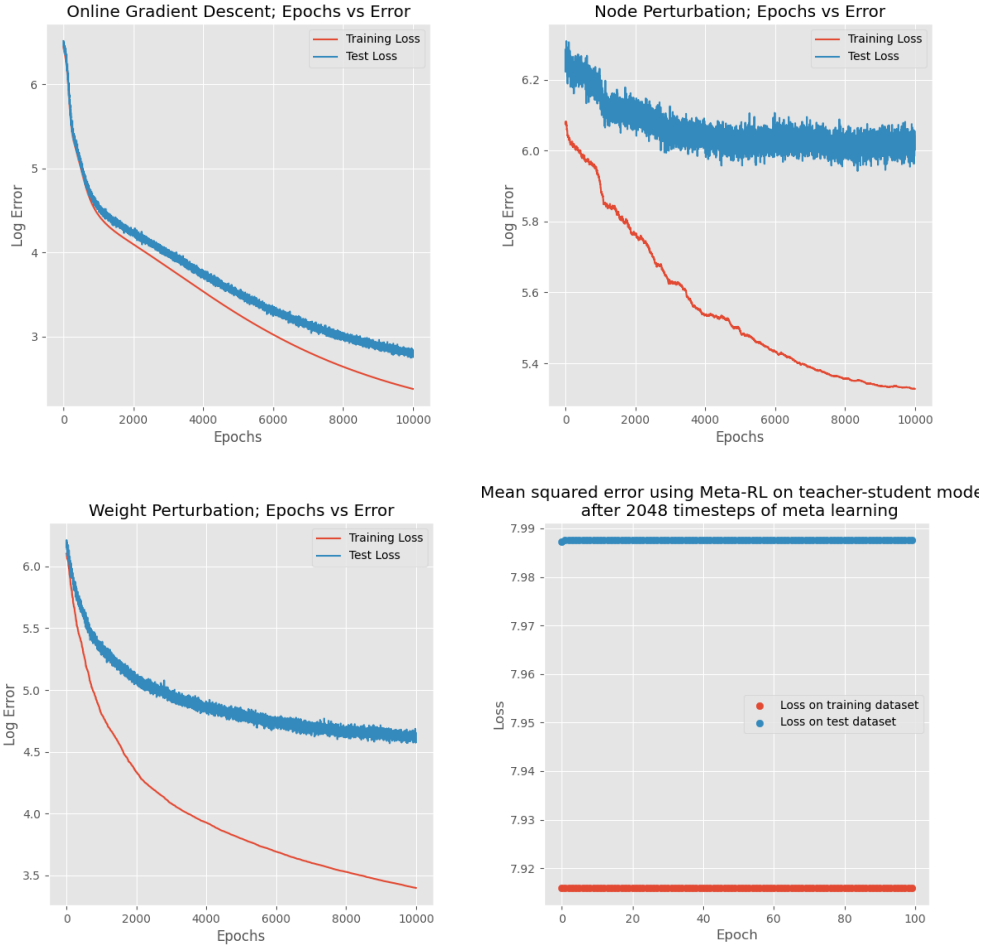 Online Gradient Descent; Epochs vs Error
Training Loss
Test Loss
6
5
4
3
Log Error
0 2000 4000 6000 8000 10000
Epochs
Node Perturbation; Epochs vs Error
Training Loss
Test Loss
6.2
6.0
5.8
5.6
5.4
Log Error
0 2000 4000 6000 8000 10000
Epochs
Weight Perturbation; Epochs vs Error
Training Loss
Test Loss
6.0
5.5
5.0
4.5
4.0
3.5
Log Error
0 2000 4000 6000 8000 10000
Epochs
Mean squared error using Meta-RL on teacher-student mode
after 2048 timesteps of meta learning
7.99
7.98
7.97
7.96
7.95
7.94
7.93
7.92
Loss
Loss on training dataset
Loss on test dataset
0 20 40 60 80 100
Epoch